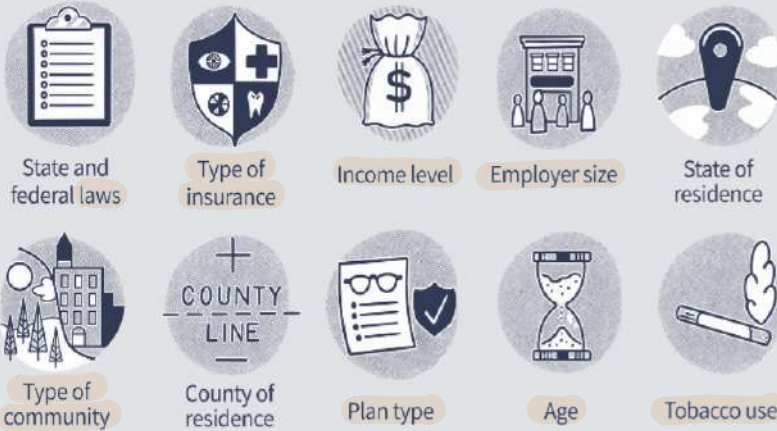 $
State and
federal laws
Type of
insurance
Income level
Employer size
State of
residence
COUNTY
LINE
Type of
community
County of
residence
Plan type
Age
Tobacco use